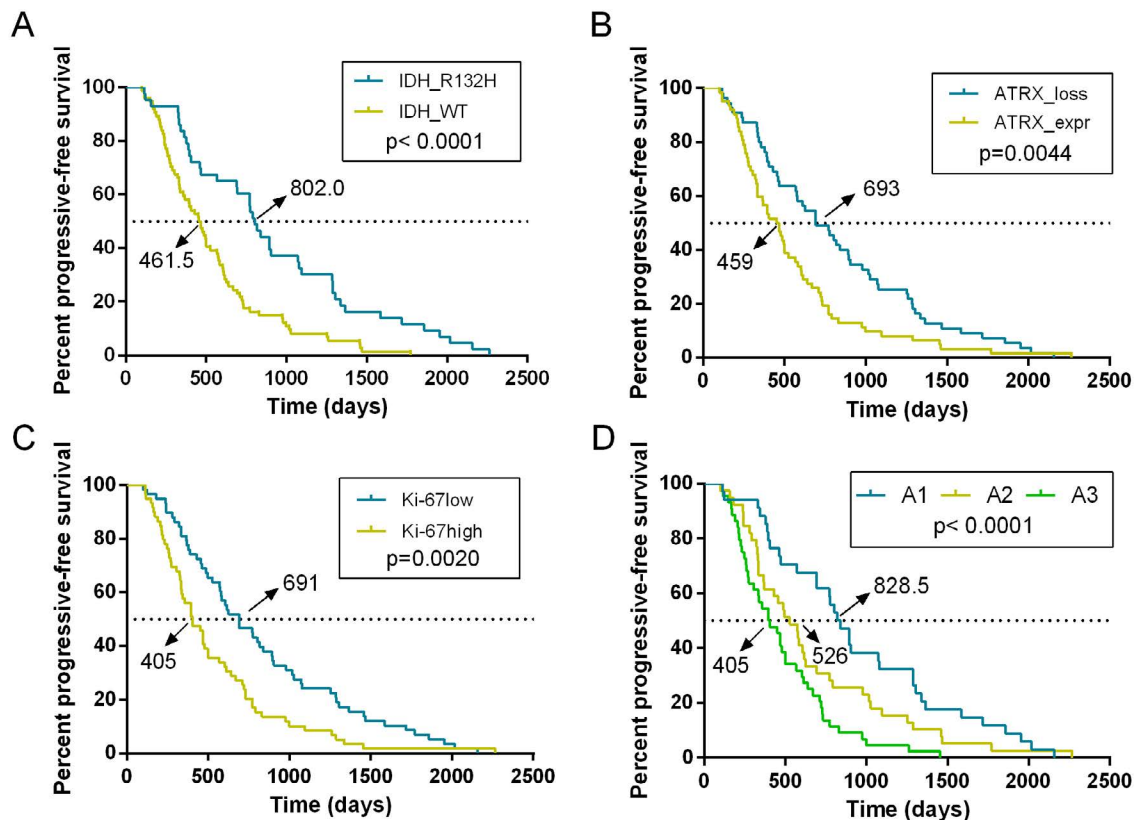 A
Percent progressive-free survival
100
80
60
40
20
0
IDH_R132H
IDH_WT
p< 0.0001
802.0
461.5
0 500 1000 1500 2000 2500
Time (days)
B
Percent progressive-free survival
100
80
60
40
20
0
ATRX_loss
ATRX_expr
p=0.0044
693
459
0 500 1000 1500 2000 2500
Time (days)
C
Percent progressive-free survival
100
80
60
40
20
0
Ki-67low
Ki-67high
p=0.0020
691
405
0 500 1000 1500 2000 2500
Time (days)
D
Percent progressive-free survival
100
80
60
40
20
0
A1 A2 A3
p< 0.0001
828.5
526
405
0 500 1000 1500 2000 2500
Time (days)